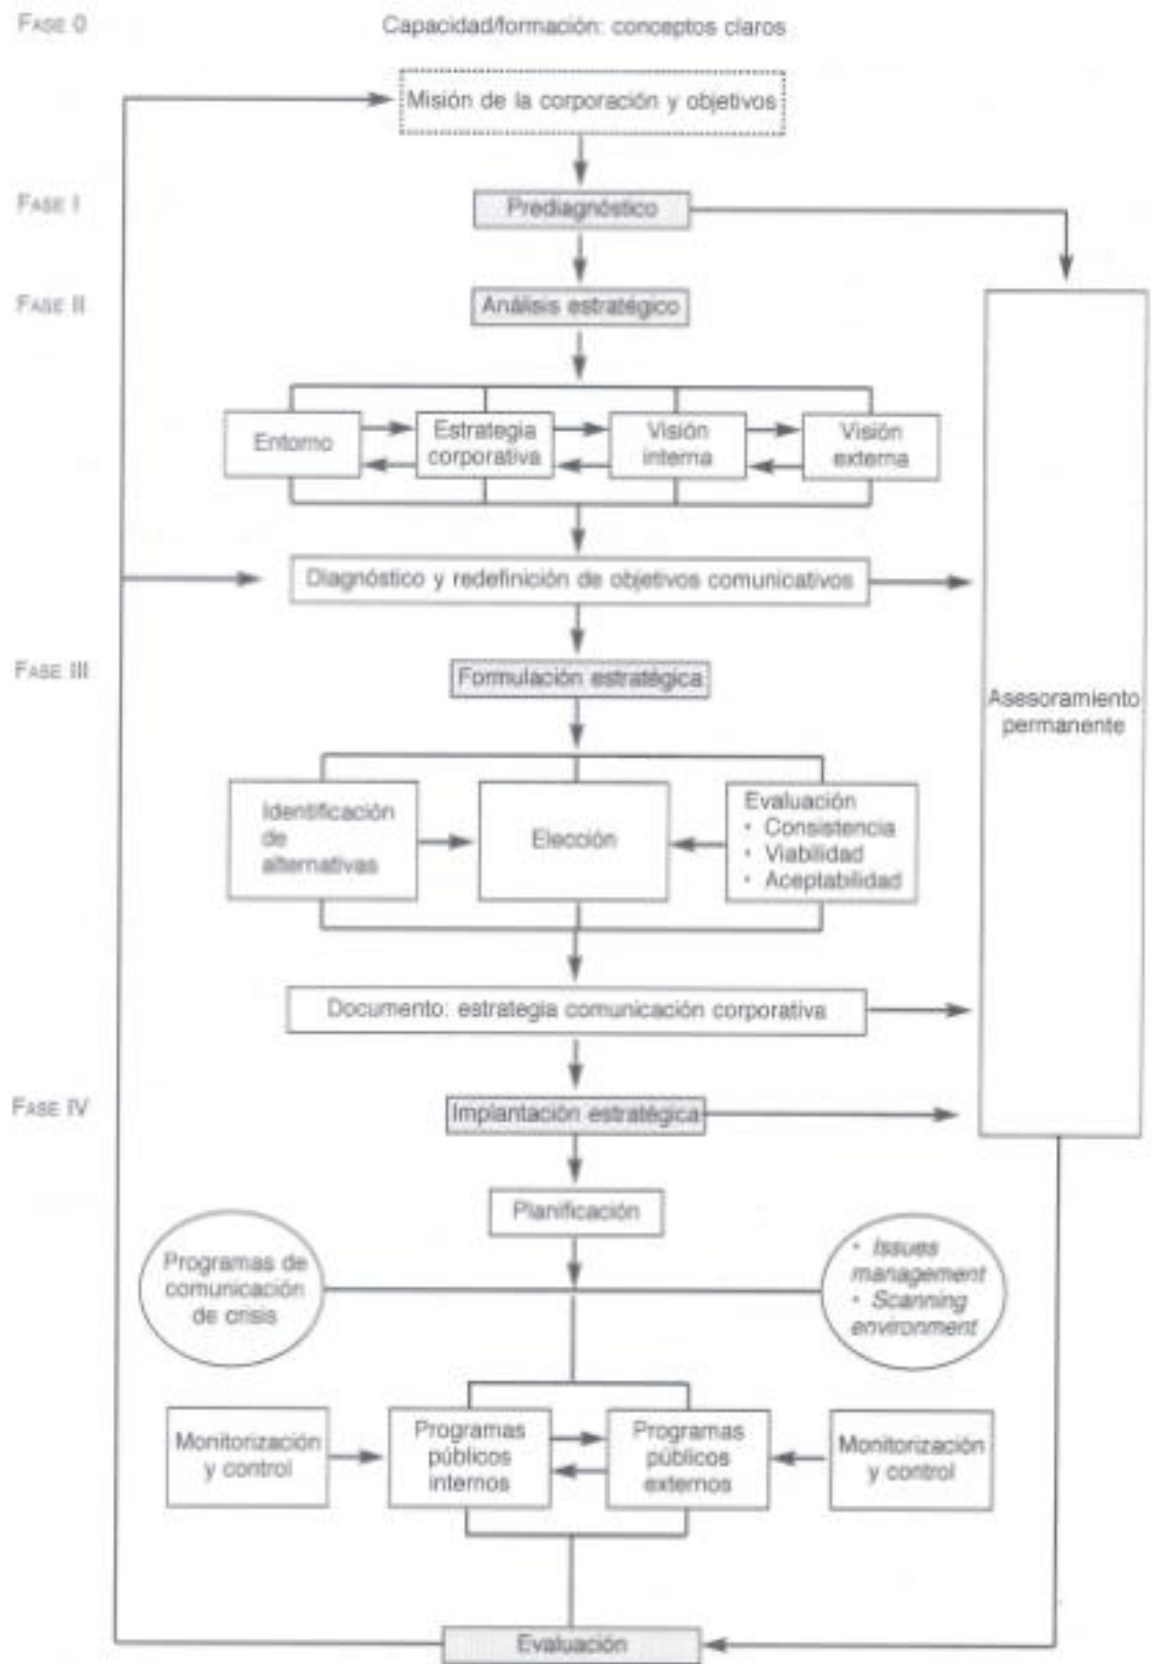 FASE 0
Capacidad/formación: conceptos claros
Misión de la corporación y objetivos
FASE I
Prediagnóstico
FASE II
Análisis estratégico
Entorno
Estrategia
corporativa
Visión
interna
Visión
externa
Diagnóstico y redefinición de objetivos comunicativos
FASE III
Formulación estratégica
Asesoramiento
permanente
Identificación
de
alternativas
Elección
Evaluación
• Consistencia
• Viabilidad
• Aceptabilidad
Documento: estrategia comunicación corporativa
FASE IV
Implantación estratégica
Planificación
Programas de
comunicación
de crisis
• Issues
management
• Scanning
environment
Monitorización
y control
Programas
públicos
internos
Programas
públicos
externos
Monitorización
y control
Evaluación